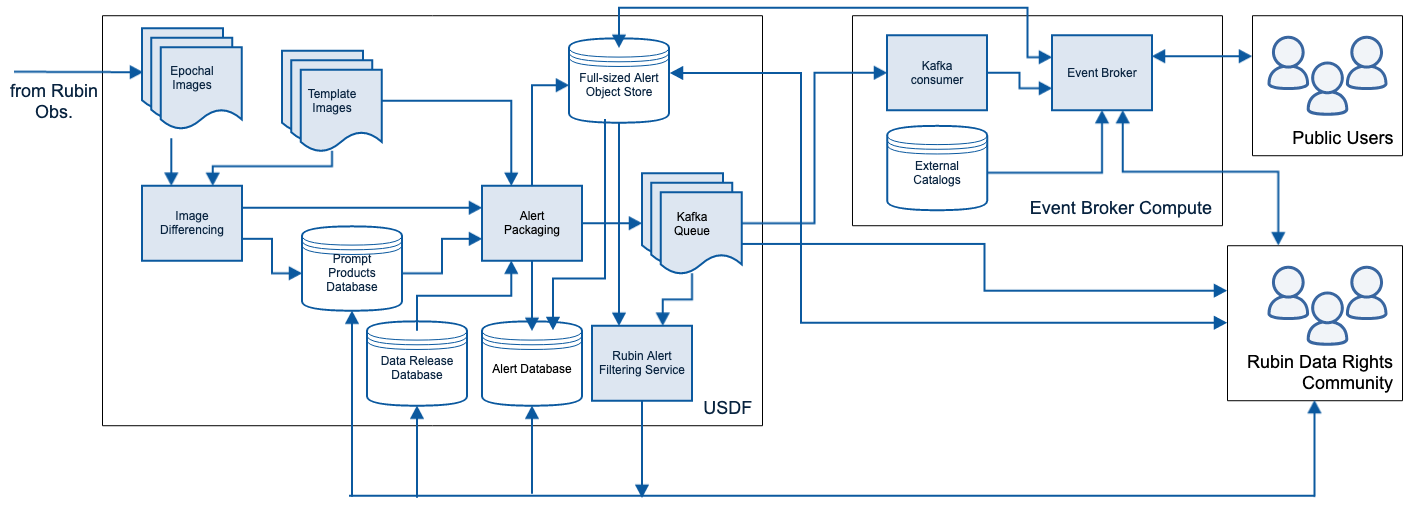 from Rubin
Obs.
Epochal
Images
Template
Images
Full-sized Alert
Object Store
Image
Differencing
Prompt
Products
Database
Alert
Packaging
Kafka
Queue
Data Release
Database
Alert Database
Rubin Alert
Filtering Service
USDF
Kafka
consumer
Event Broker
External
Catalogs
Event Broker Compute
Public Users
Rubin Data Rights
Community